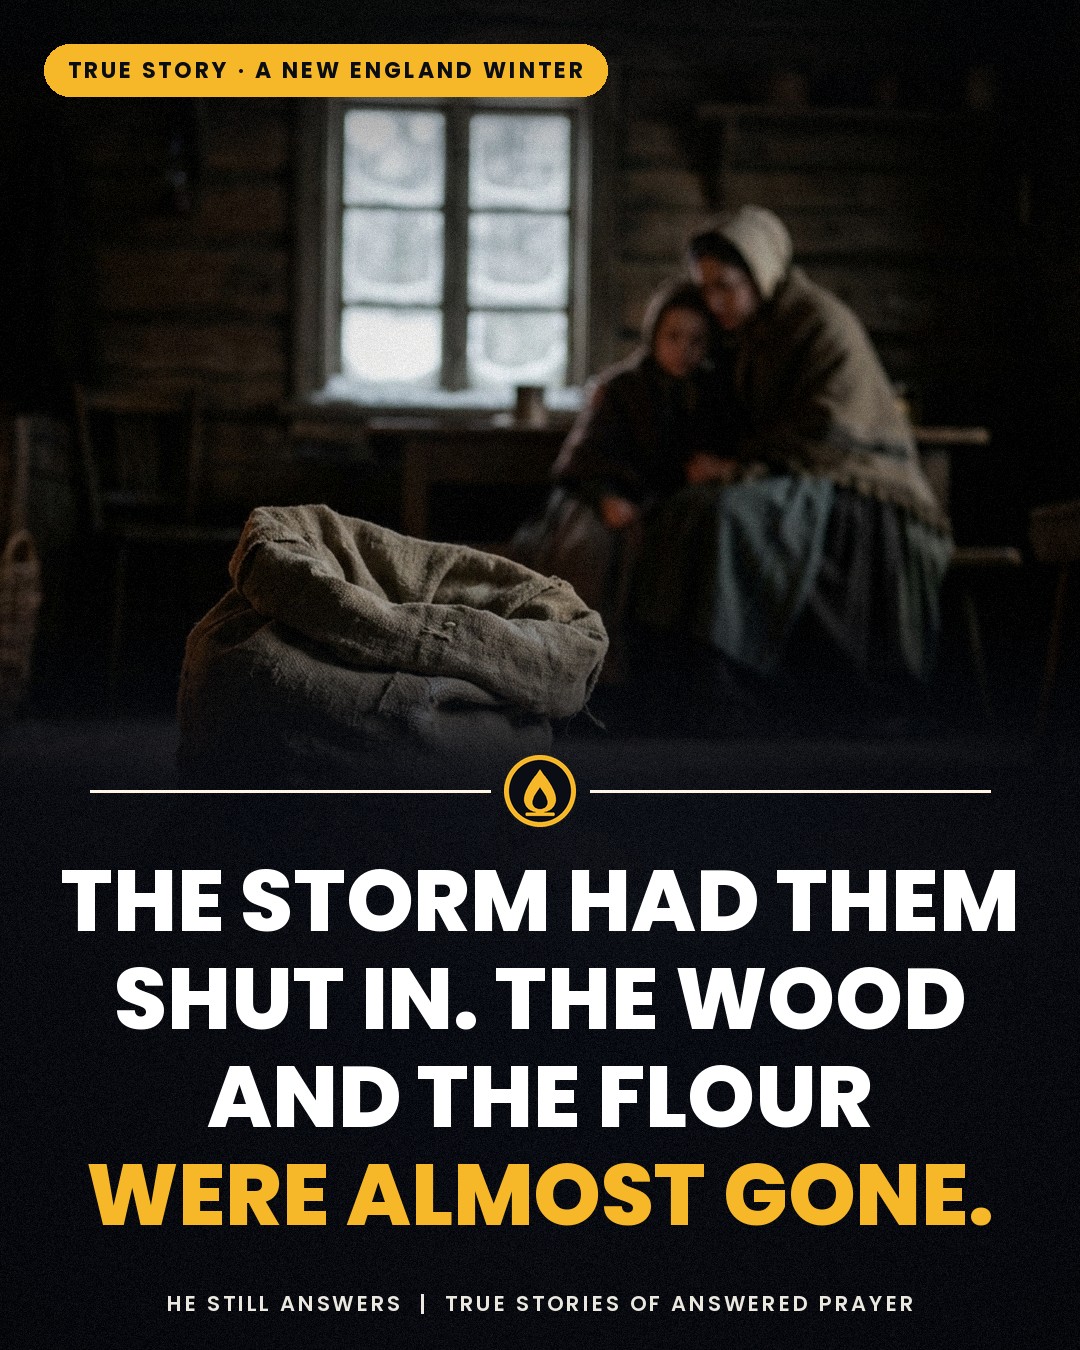 TRUE STORY · A NEW ENGLAND WINTER
THE STORM HAD THEM
SHUT IN. THE WOOD
AND THE FLOUR
WERE ALMOST GONE.
HE STILL ANSWERS | TRUE STORIES OF ANSWERED PRAYER